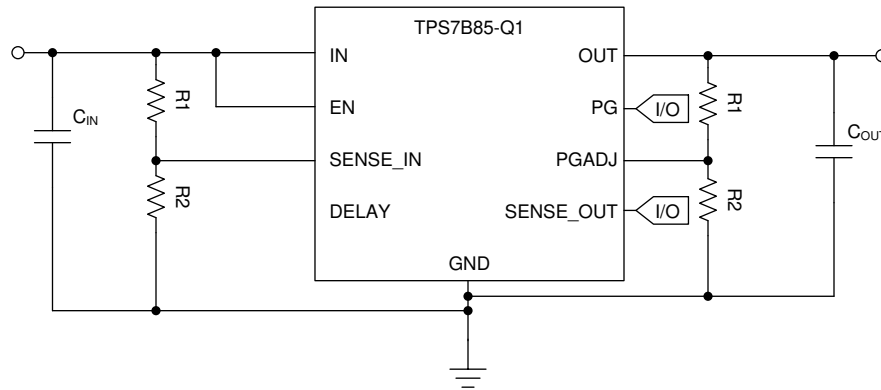 TPS7B85-Q1
IN
OUT
R1
R1
EN
PG
I/O
CIN
COUT
SENSE_IN
PGADJ
R2
R2
DELAY
SENSE_OUT
I/O
GND